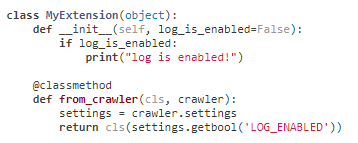 class MyExtension(object):
    def __init__(self, log_is_enabled=False):
        if log_is_enabled:
            print("log is enabled!")

    @classmethod
    def from_crawler(cls, crawler):
        settings = crawler.settings
        return cls(settings.getbool('LOG_ENABLED'))